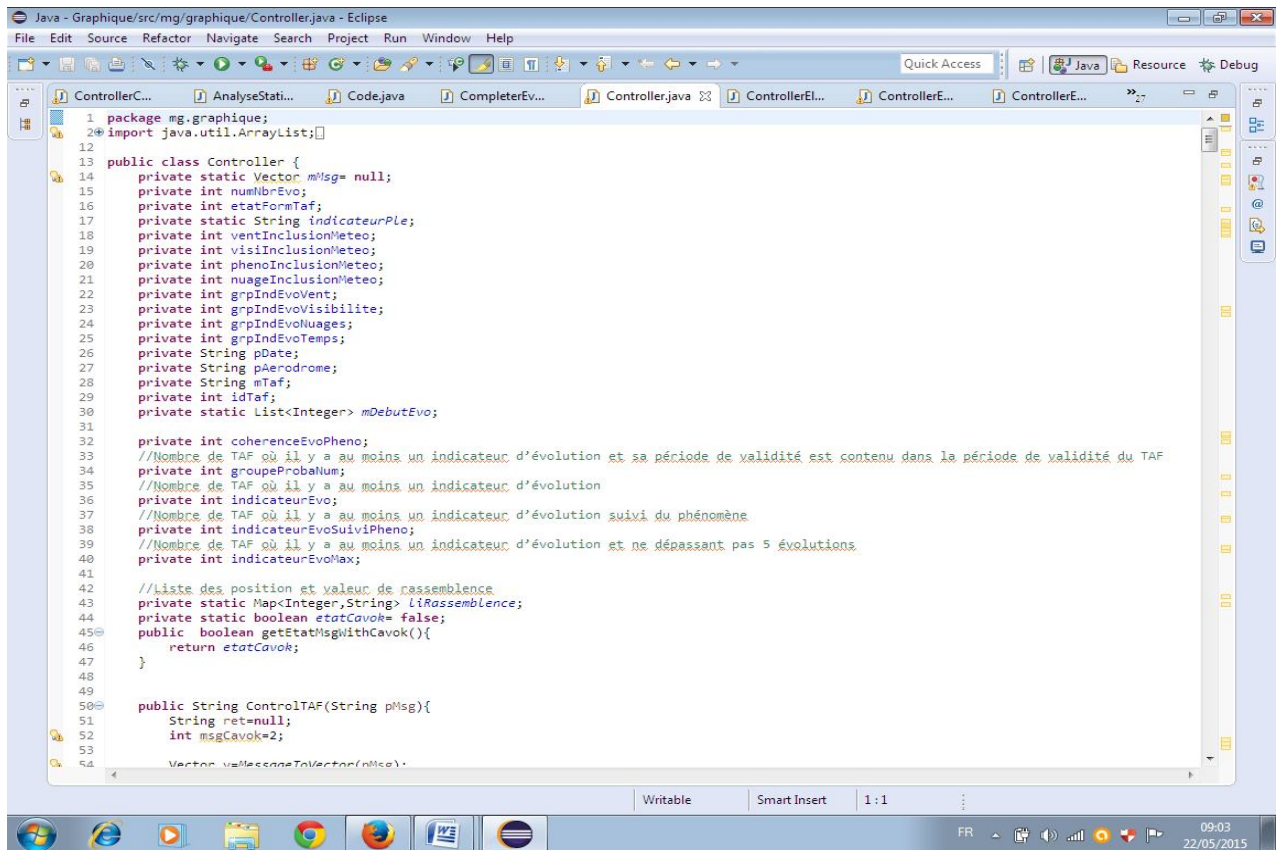 Java - Graphique/src/mg/graphique/Controller.java - Eclipse
File Edit Source Refactor Navigate Search Project Run Window Help
Quick Access Java Resource Debug
ControllerC... AnalyseStati... Code.java CompleterEv... Controller.java ControllerEl... ControllerE... ControllerE... »27
1 package mg.graphique;
2 import java.util.ArrayList;
12
13 public class Controller {
14 private static Vector mMsg= null;
15 private int numNbrEvo;
16 private int etatFormTaf;
17 private static String indicateurPle;
18 private int ventInclusionMeteo;
19 private int visiInclusionMeteo;
20 private int phenoInclusionMeteo;
21 private int nuageInclusionMeteo;
22 private int grpIndEvoVent;
23 private int grpIndEvoVisibilite;
24 private int grpIndEvoNuages;
25 private int grpIndEvoTemps;
26 private String pDate;
27 private String pAerodrome;
28 private String mTaf;
29 private int idTaf;
30 private static List<Integer> mDebutEvo;
31
32 private int coherenceEvoPheno;
33 //Nombre de TAF où il y a au moins un indicateur d’évolution et sa période de validité est contenu dans la période de validité du TAF
34 private int groupeProbaNum;
35 //Nombre de TAF où il y a au moins un indicateur d’évolution
36 private int indicateurEvo;
37 //Nombre de TAF où il y a au moins un indicateur d’évolution suivi du phénomène
38 private int indicateurEvoSuiviPheno;
39 //Nombre de TAF où il y a au moins un indicateur d’évolution et ne dépassant pas 5 évolutions
40 private int indicateurEvoMax;
41
42 //Liste des position et valeur de rassemblence
43 private static Map<Integer,String> liRassemblence;
44 private static boolean etatCavok= false;
45 public boolean getEtatMsgWithCavok(){
46 return etatCavok;
47 }
48
49
50 public String ControlTAF(String pMsg){
51 String ret=null;
52 int msgCavok=2;
53
54 Vector v=MessageToVector(pMsg);
Writable Smart Insert 1 : 1
FR 09:03
22/05/2015